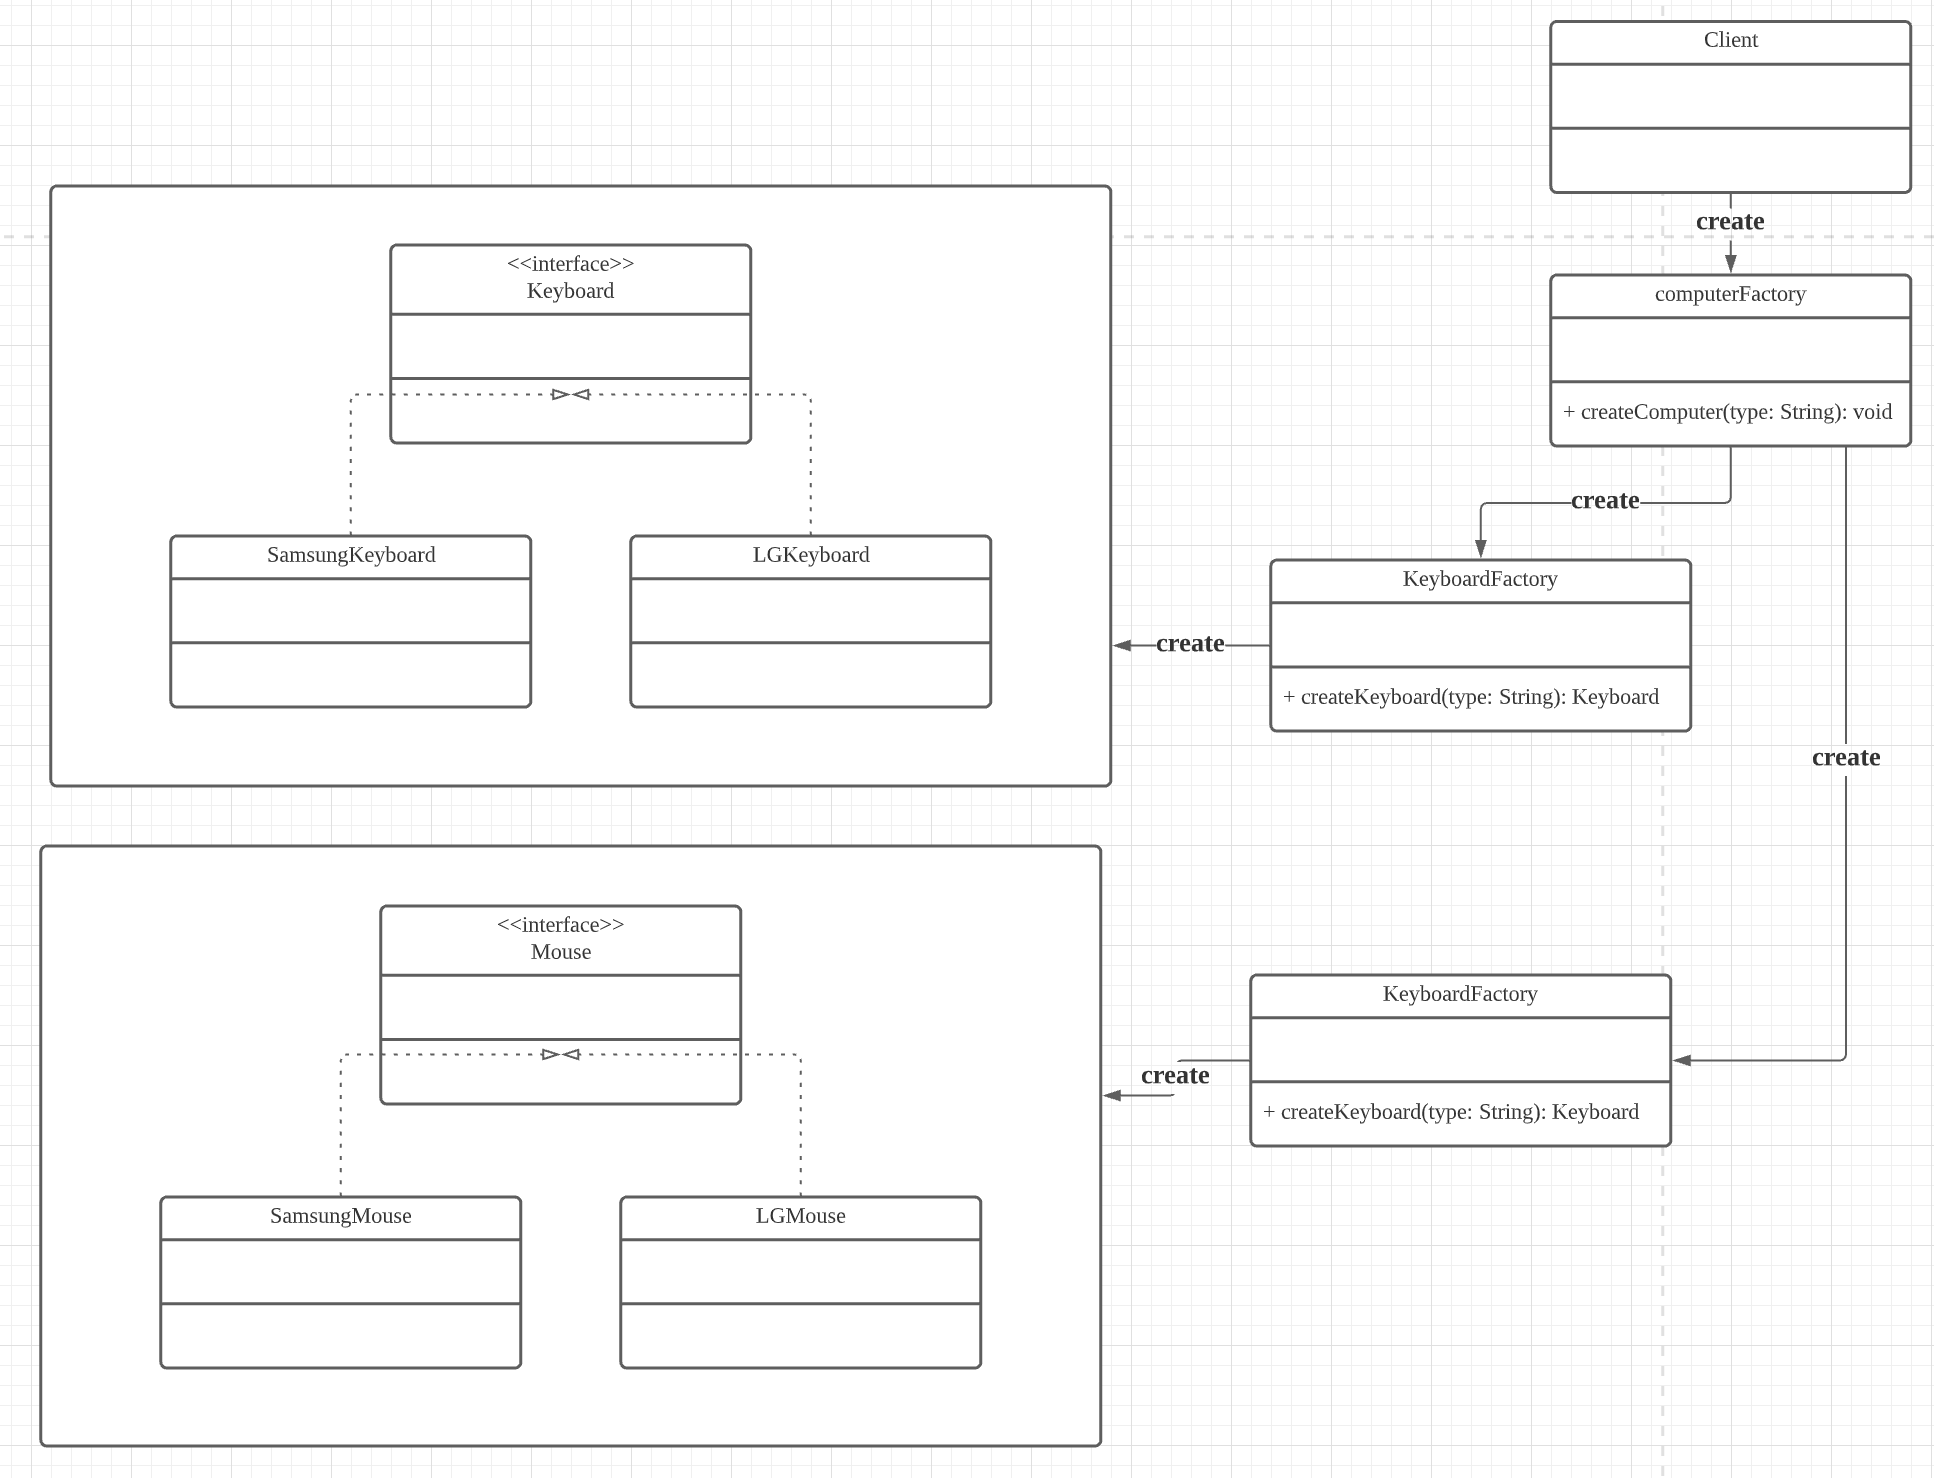 Client
create
computerFactory
+ createComputer(type: String): void
create
<<interface>>
Keyboard
SamsungKeyboard
LGKeyboard
create
KeyboardFactory
+ createKeyboard(type: String): Keyboard
create
<<interface>>
Mouse
SamsungMouse
LGMouse
create
KeyboardFactory
+ createKeyboard(type: String): Keyboard